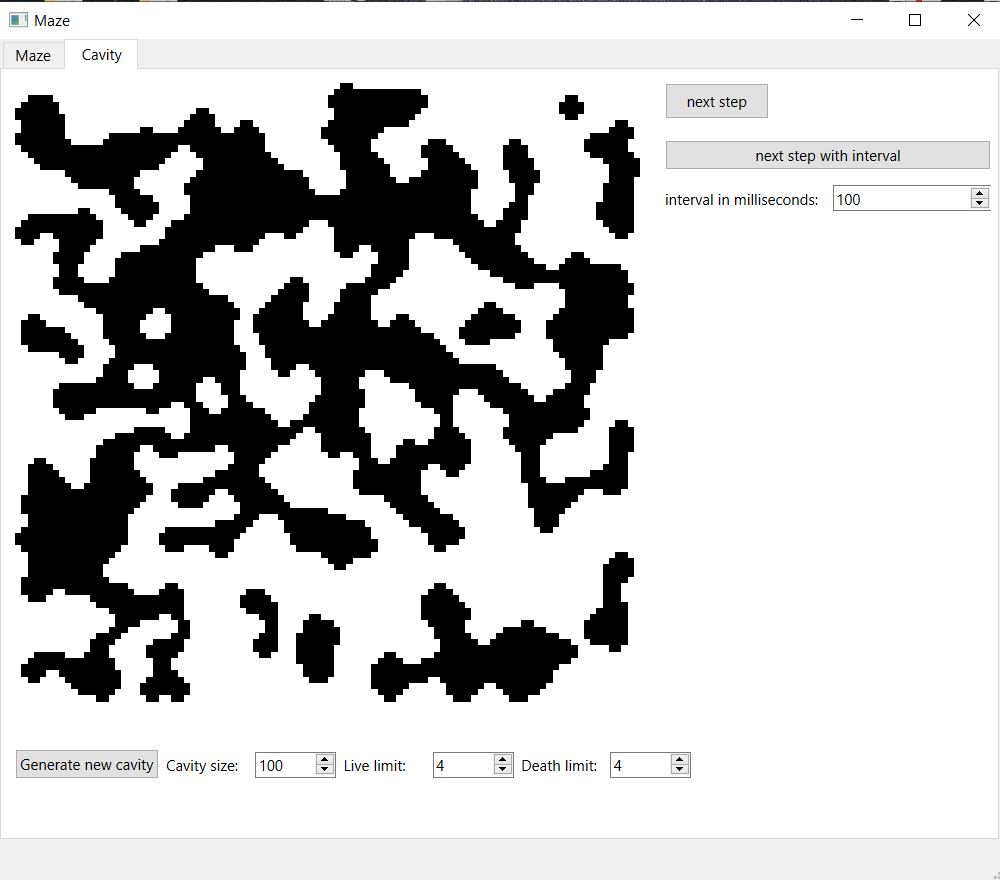 Maze
Maze Cavity
next step
next step with interval
interval in milliseconds: 100
Generate new cavity Cavity size: 100 Live limit: 4 Death limit: 4